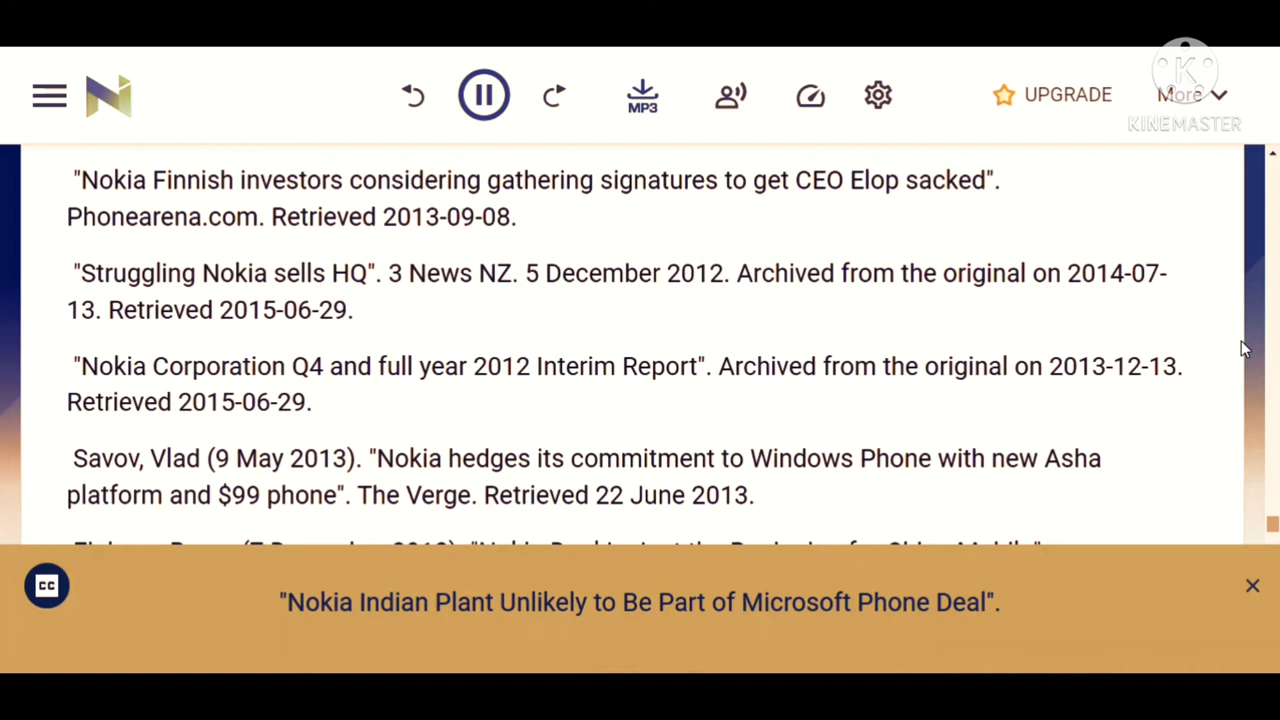 MP3
UPGRADE
More
K
KINEMASTER
"Nokia Finnish investors considering gathering signatures to get CEO Elop sacked".
Phonearena.com. Retrieved 2013-09-08.
"Struggling Nokia sells HQ". 3 News NZ. 5 December 2012. Archived from the original on 2014-07-
13. Retrieved 2015-06-29.
"Nokia Corporation Q4 and full year 2012 Interim Report". Archived from the original on 2013-12-13.
Retrieved 2015-06-29.
Savov, Vlad (9 May 2013). "Nokia hedges its commitment to Windows Phone with new Asha
platform and $99 phone". The Verge. Retrieved 22 June 2013.
CC
"Nokia Indian Plant Unlikely to Be Part of Microsoft Phone Deal".